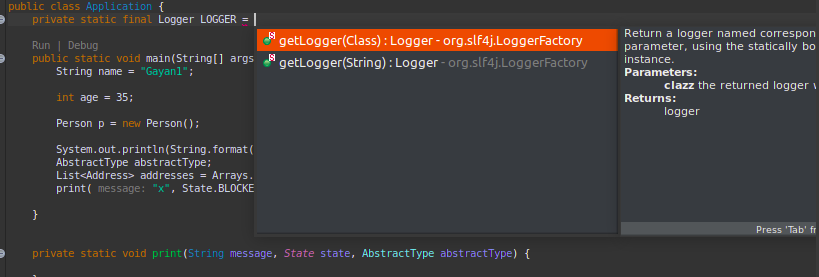 public class Application {
private static final Logger LOGGER =
getLogger(Class) : Logger - org.slf4j.LoggerFactory
getLogger(String) : Logger - org.slf4j.LoggerFactory
Return a logger named correspon
parameter, using the statically bo
instance.
Parameters:
clazz the returned logger
Returns:
logger
Press 'Tab' fr
Run | Debug
public static void main(String[] args
String name = "Gayan1";
int age = 35;
Person p = new Person();
System.out.println(String.format(
AbstractType abstractType;
List<Address> addresses = Arrays.
print( message: "x", State.BLOCKE
}
private static void print(String message, State state, AbstractType abstractType) {